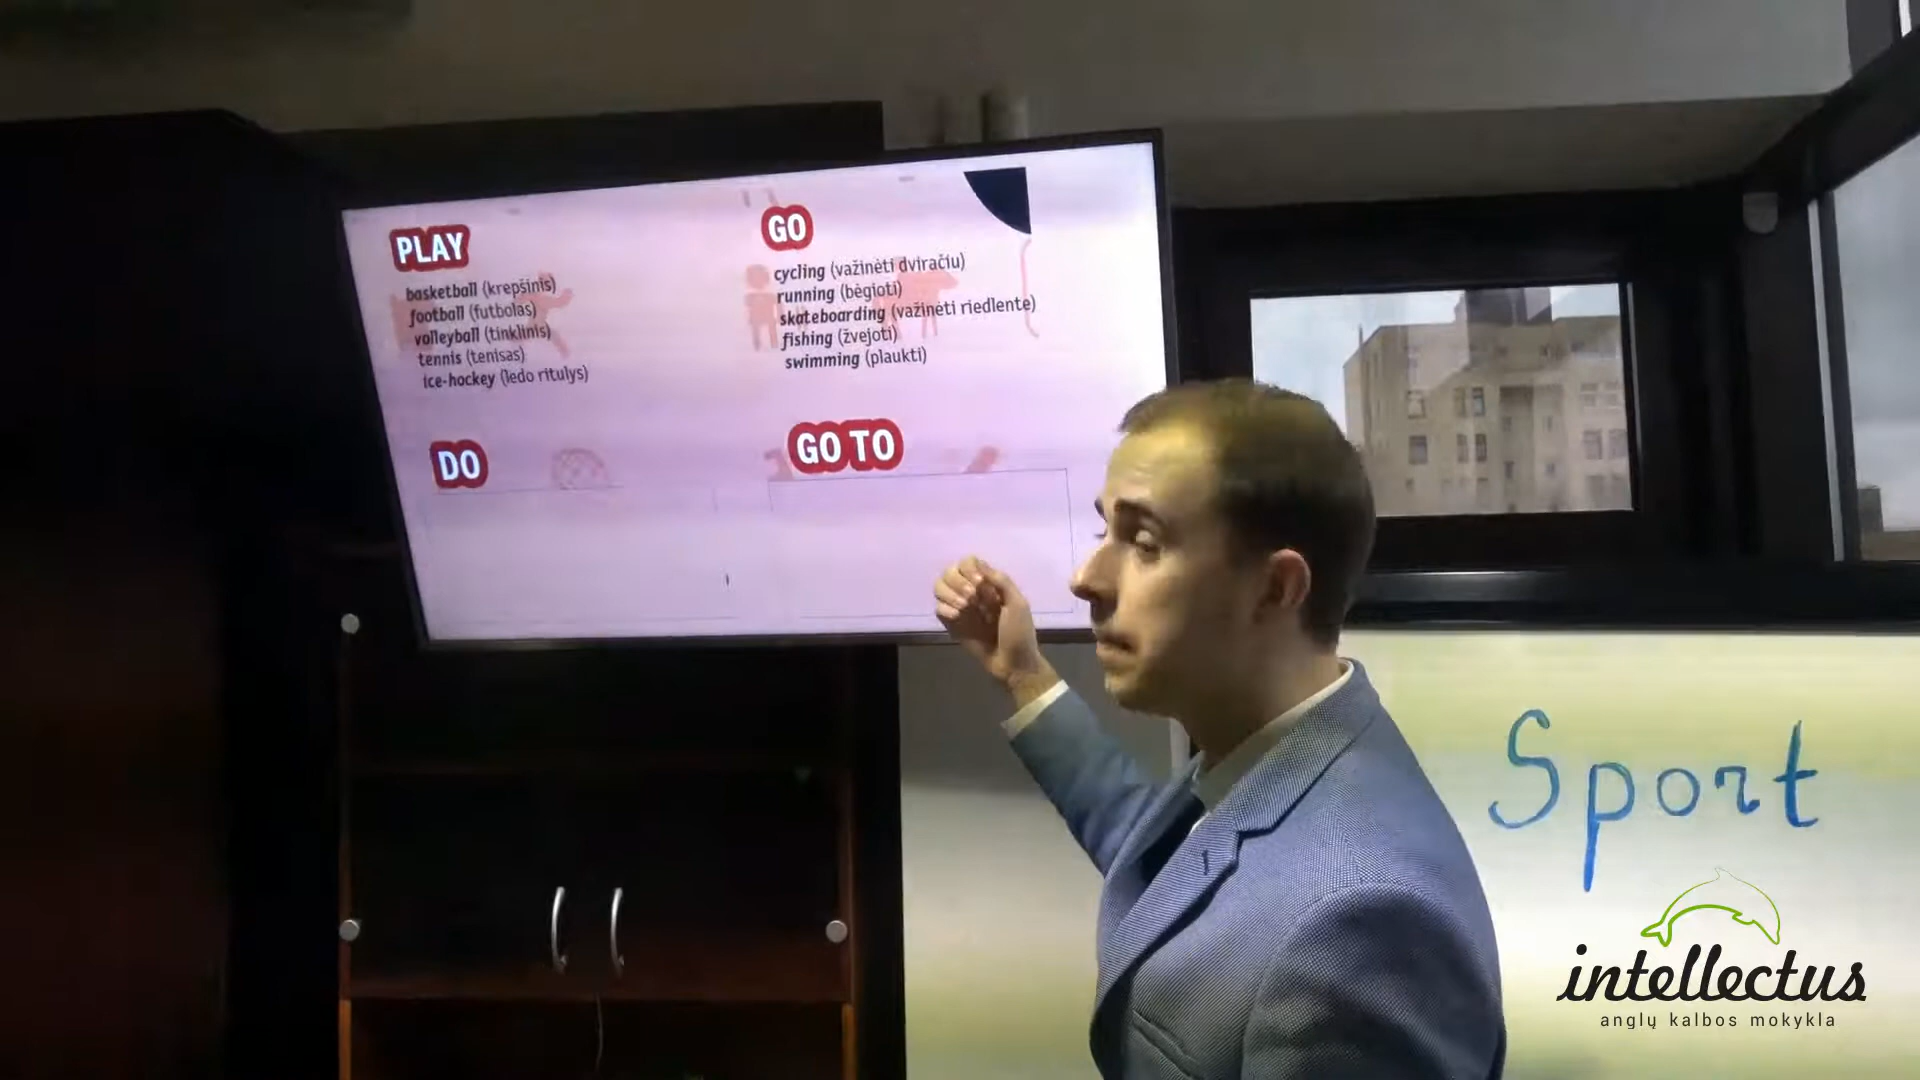 PLAY
basketball (krepšinis)
football (futbolas)
volleyball (tinklinis)
tennis (tenisas)
ice-hockey (ledo ritulys)
GO
cycling (važinėti dviračiu)
running (bėgioti)
skateboarding (važinėti riedlente)
fishing (žvejoti)
swimming (plaukti)
DO
GO TO
Sport
intellectus
anglų kalbos mokykla